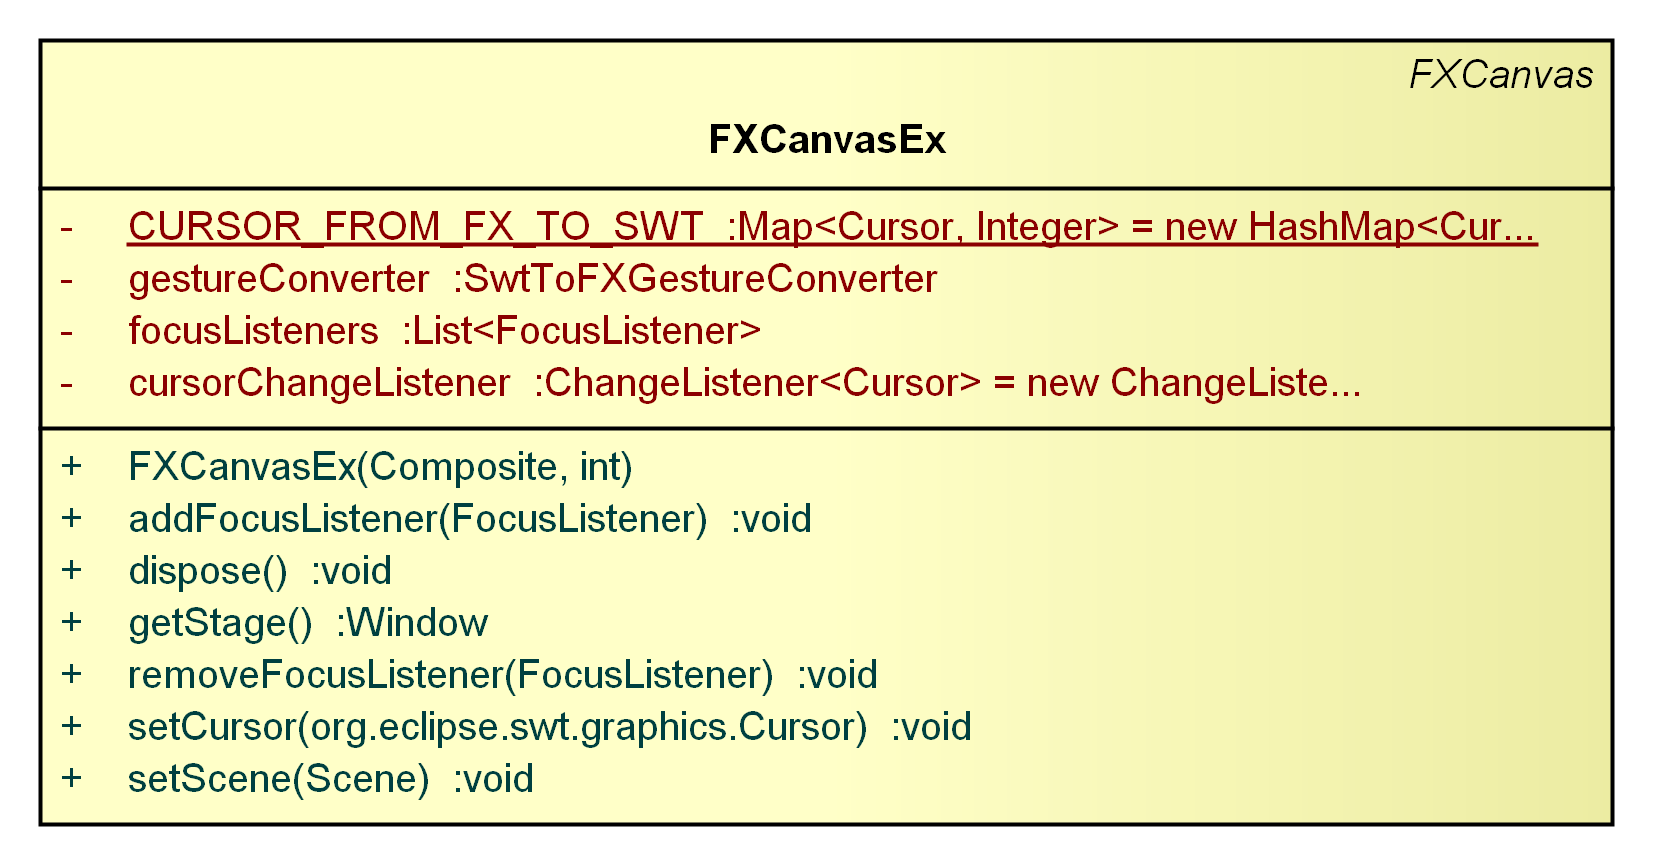 FXCanvas
FXCanvasEx
- CURSOR_FROM_FX_TO_SWT :Map<Cursor, Integer> = new HashMap<Cur...
- gestureConverter :SwtToFXGestureConverter
- focusListeners :List<FocusListener>
- cursorChangeListener :ChangeListener<Cursor> = new ChangeListe...
+ FXCanvasEx(Composite, int)
+ addFocusListener(FocusListener) :void
+ dispose() :void
+ getStage() :Window
+ removeFocusListener(FocusListener) :void
+ setCursor(org.eclipse.swt.graphics.Cursor) :void
+ setScene(Scene) :void